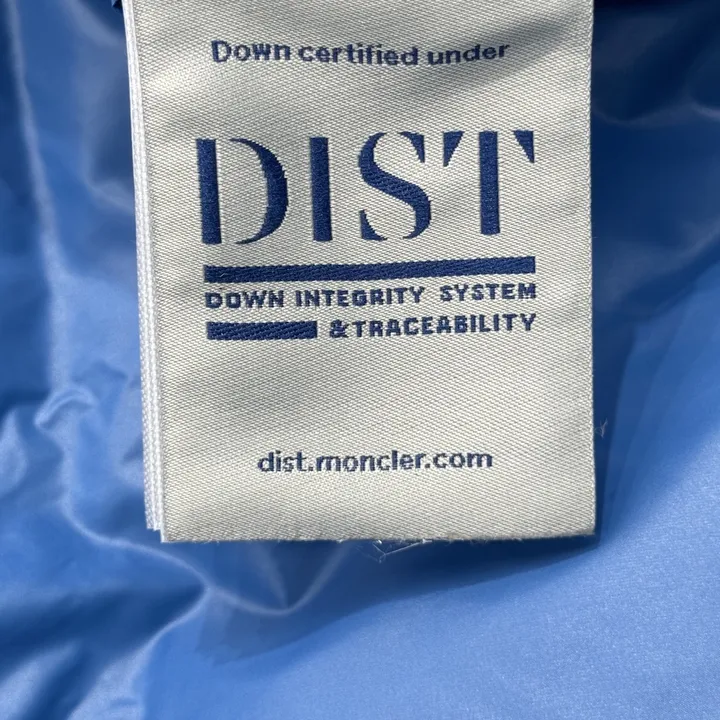 Down certified under
DIST
DOWN INTEGRITY SYSTEM
& TRACEABILITY
dist.moncler.com